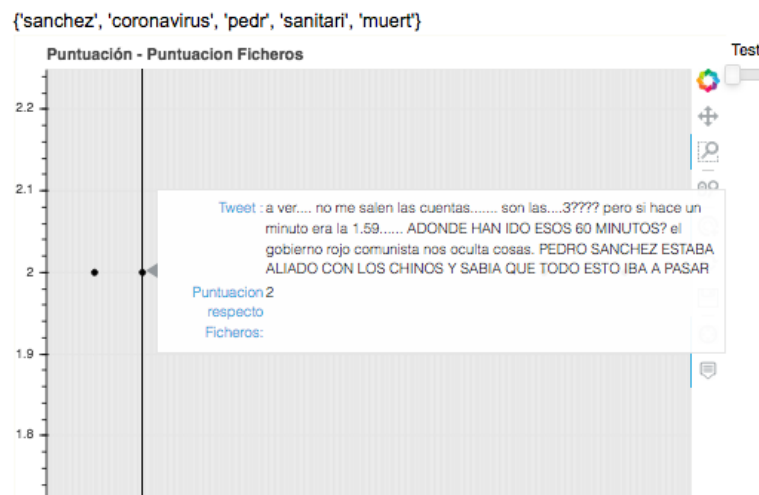 {'sanchez', 'coronavirus', 'pedr', 'sanitari', 'muert'}
Puntuación - Puntuacion Ficheros
Test
2.2
2.1
Tweet : a ver.... no me salen las cuentas....... son las....3???? pero si hace un
minuto era la 1.59...... ADONDE HAN IDO ESOS 60 MINUTOS? el
gobierno rojo comunista nos oculta cosas. PEDRO SANCHEZ ESTABA
ALIADO CON LOS CHINOS Y SABIA QUE TODO ESTO IBA A PASAR
2
Puntuacion 2
respecto
Ficheros:
1.9
1.8